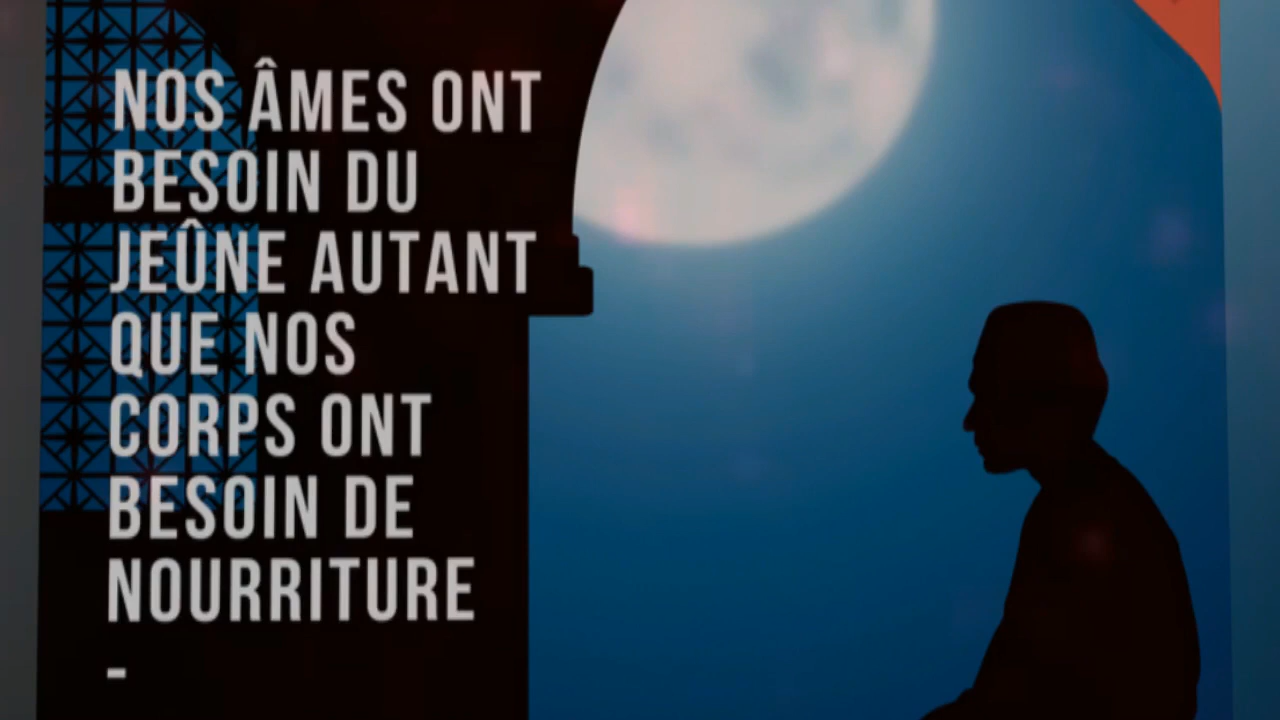 NOS ÂMES ONT
BESOIN DU
JEÛNE AUTANT
QUE NOS
CORPS ONT
BESOIN DE
NOURRITURE
-